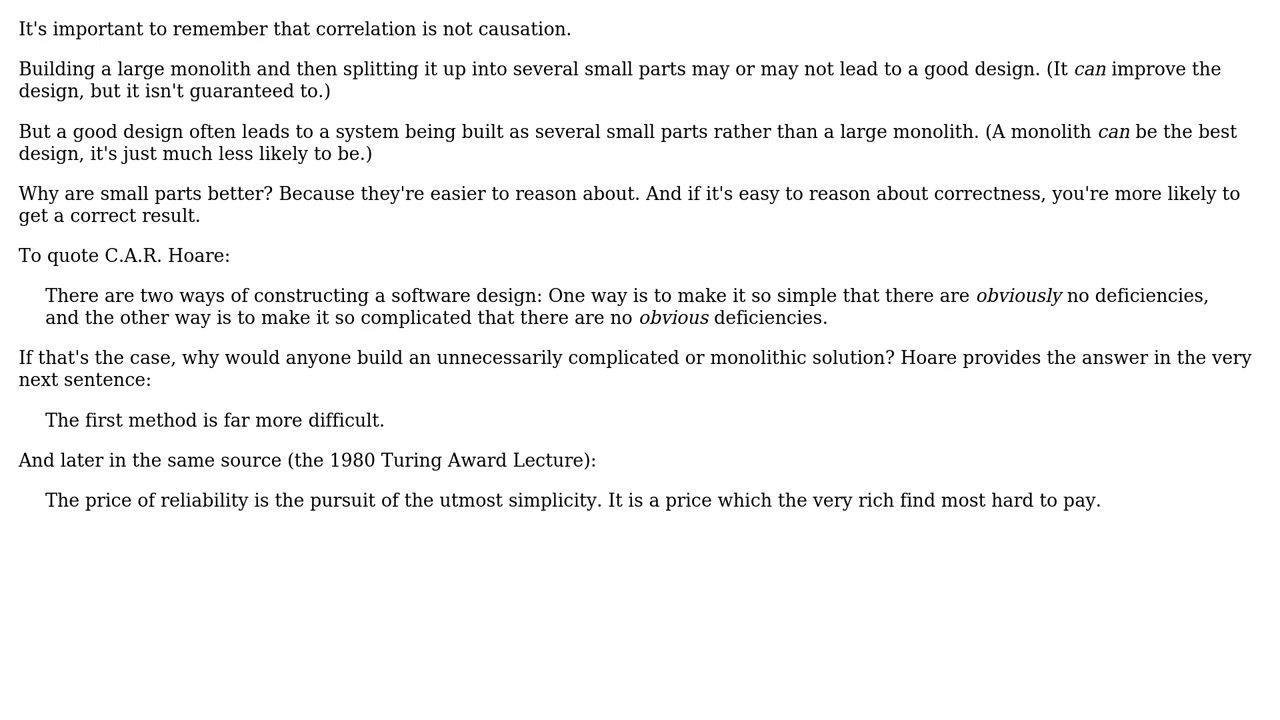 It's important to remember that correlation is not causation.
Building a large monolith and then splitting it up into several small parts may or may not lead to a good design. (It can improve the
design, but it isn't guaranteed to.)
But a good design often leads to a system being built as several small parts rather than a large monolith. (A monolith can be the best
design, it's just much less likely to be.)
Why are small parts better? Because they're easier to reason about. And if it's easy to reason about correctness, you're more likely to
get a correct result.
To quote C.A.R. Hoare:
There are two ways of constructing a software design: One way is to make it so simple that there are obviously no deficiencies,
and the other way is to make it so complicated that there are no obvious deficiencies.
If that's the case, why would anyone build an unnecessarily complicated or monolithic solution? Hoare provides the answer in the very
next sentence:
The first method is far more difficult.
And later in the same source (the 1980 Turing Award Lecture):
The price of reliability is the pursuit of the utmost simplicity. It is a price which the very rich find most hard to pay.